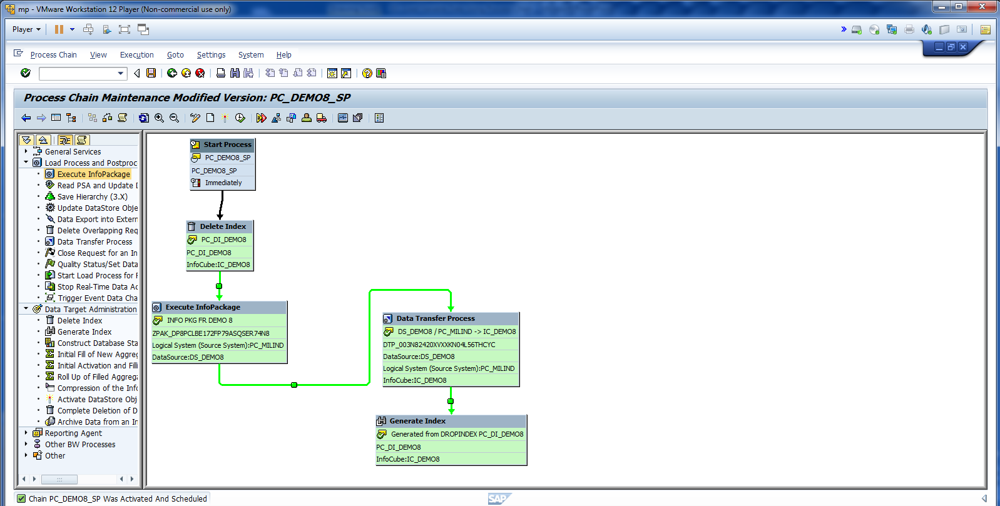 mp - VMware Workstation 12 Player (Non-commercial use only)
Player
Process Chain View Execution Goto Settings System Help
Process Chain Maintenance Modified Version: PC_DEMO8_SP
General Services
Load Process and Postproc
Execute InfoPackage
Read PSA and Update D
Save Hierarchy (3.X)
Update DataStore Obje
Data Export into Extern
Delete Overlapping Req
Data Transfer Process
Close Request for an In
Quality Status/Set Data
Start Load Process for F
Stop Real-Time Data Ac
Trigger Event Data Cha
Data Target Administration
Delete Index
Generate Index
Construct Database Sta
Initial Fill of New Aggreg
Initial Activation and Filli
Roll Up of Filled Aggrega
Compression of the Info
Activate DataStore Obj
Complete Deletion of D
Archive Data from an In
Reporting Agent
Other BW Processes
Other
Start Process
PC_DEMO8_SP
PC_DEMO8_SP
Immediately
Delete Index
PC_DI_DEMO8
PC_DI_DEMO8
InfoCube:IC_DEMO8
Execute InfoPackage
INFO PKG FR DEMO 8
ZPAK_DP8PCLBE172FP79ASQSER74N8
Logical System (Source System):PC_MILIND
DataSource:DS_DEMO8
Data Transfer Process
DS_DEMO8 / PC_MILIND -> IC_DEMO8
DTP_003N82420XVXXKN04L56THCYC
DataSource:DS_DEMO8
Logical System (Source System):PC_MILIND
InfoCube:IC_DEMO8
Generate Index
Generated from DROPINDEX PC_DI_DEMO8
PC_DI_DEMO8
InfoCube:IC_DEMO8
Chain PC_DEMO8_SP Was Activated And Scheduled
SAP